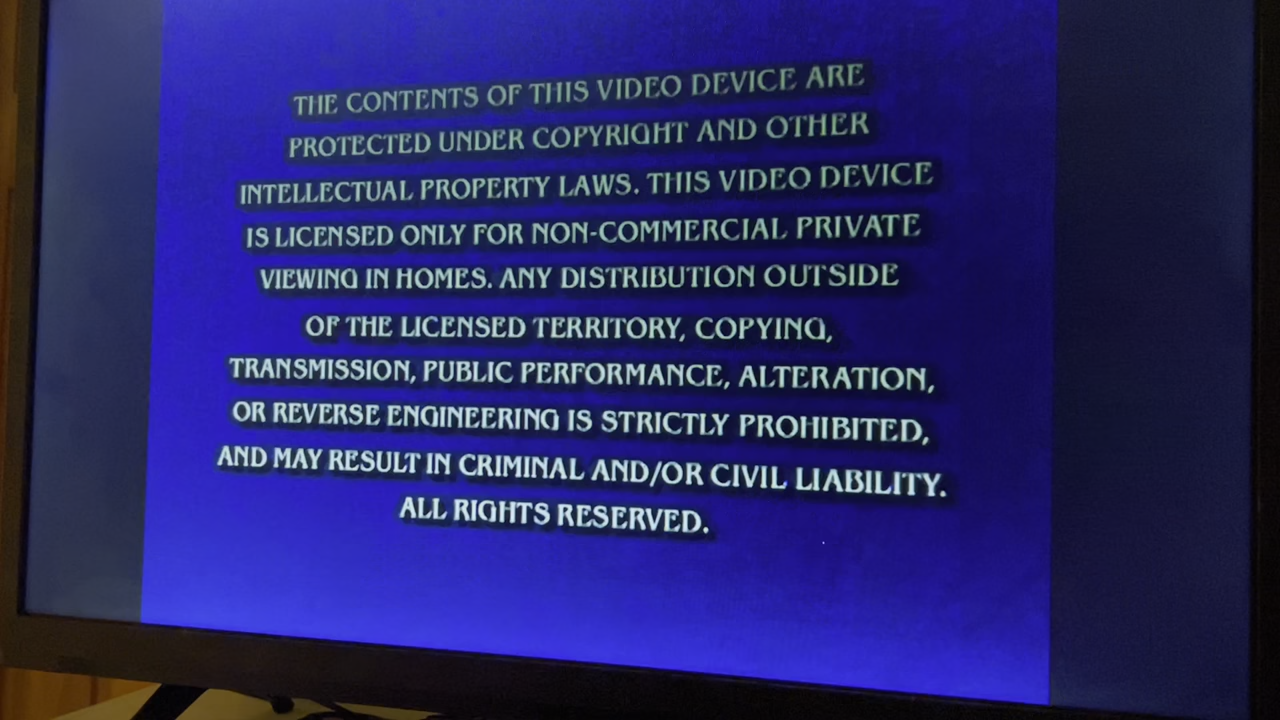 THE CONTENTS OF THIS VIDEO DEVICE ARE
PROTECTED UNDER COPYRIGHT AND OTHER
INTELLECTUAL PROPERTY LAWS. THIS VIDEO DEVICE
IS LICENSED ONLY FOR NON-COMMERCIAL PRIVATE
VIEWING IN HOMES. ANY DISTRIBUTION OUTSIDE
OF THE LICENSED TERRITORY, COPYING,
TRANSMISSION, PUBLIC PERFORMANCE, ALTERATION,
OR REVERSE ENGINEERING IS STRICTLY PROHIBITED,
AND MAY RESULT IN CRIMINAL AND/OR CIVIL LIABILITY.
ALL RIGHTS RESERVED.